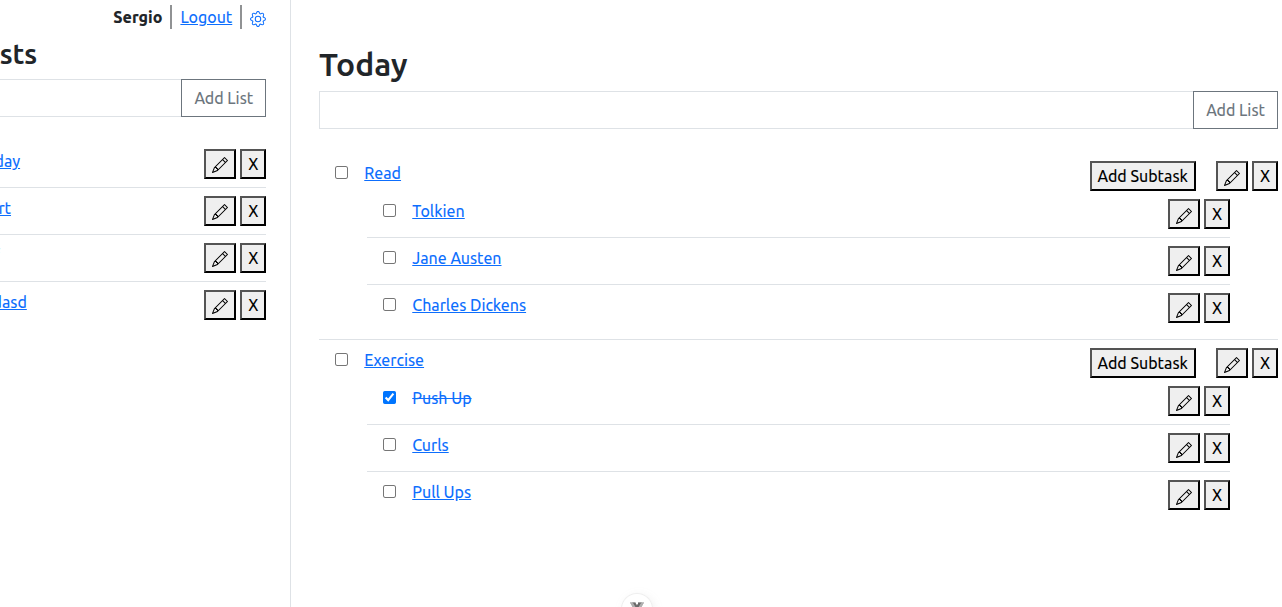 Sergio Logout
sts
Add List
day
X
rt
X
X
dasd
X
Today
Add List
Read Add Subtask X
Tolkien X
Jane Austen X
Charles Dickens X
Exercise Add Subtask X
Push Up X
Curls X
Pull Ups X